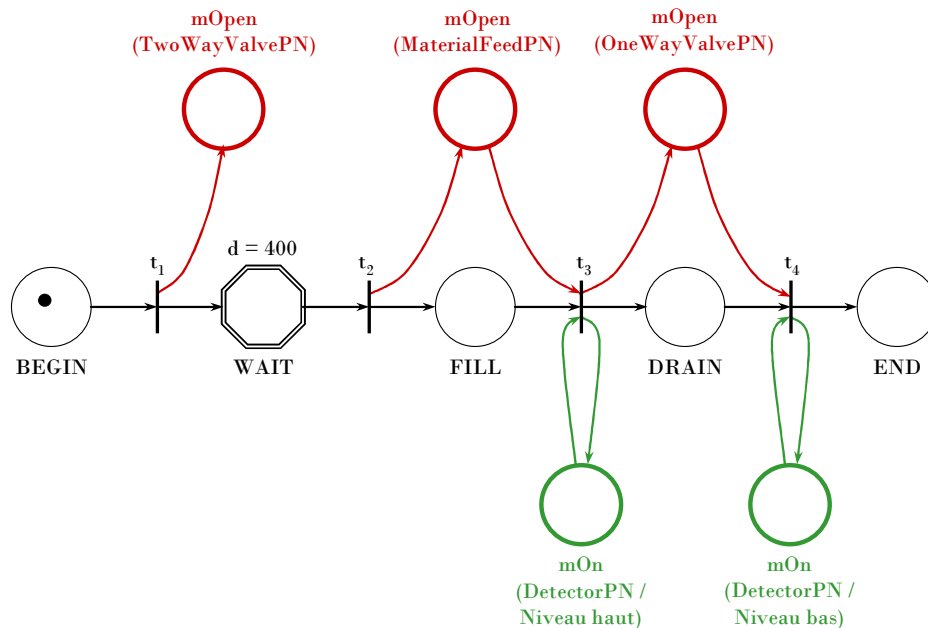 mOpen
(TwoWayValvePN)
mOpen
(MaterialFeedPN)
mOpen
(OneWayValvePN)
t1
d = 400
t2
t3
t4
BEGIN
WAIT
FILL
DRAIN
END
mOn
(DetectorPN /
Niveau haut)
mOn
(DetectorPN /
Niveau bas)